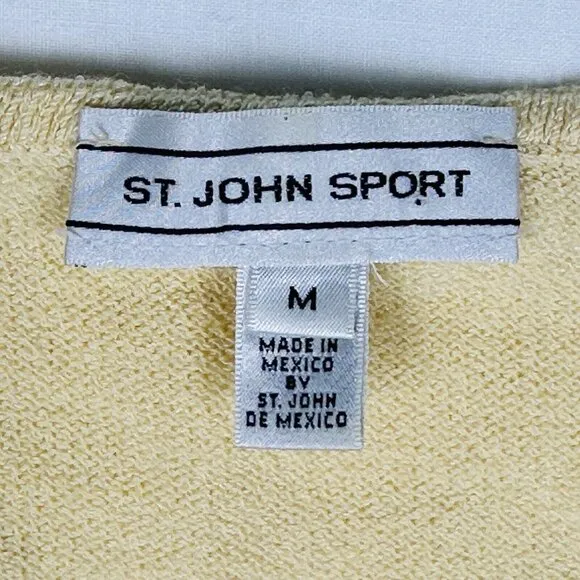 ST. JOHN SPORT
M
MADE IN
MEXICO
BY
ST. JOHN
DE MEXICO